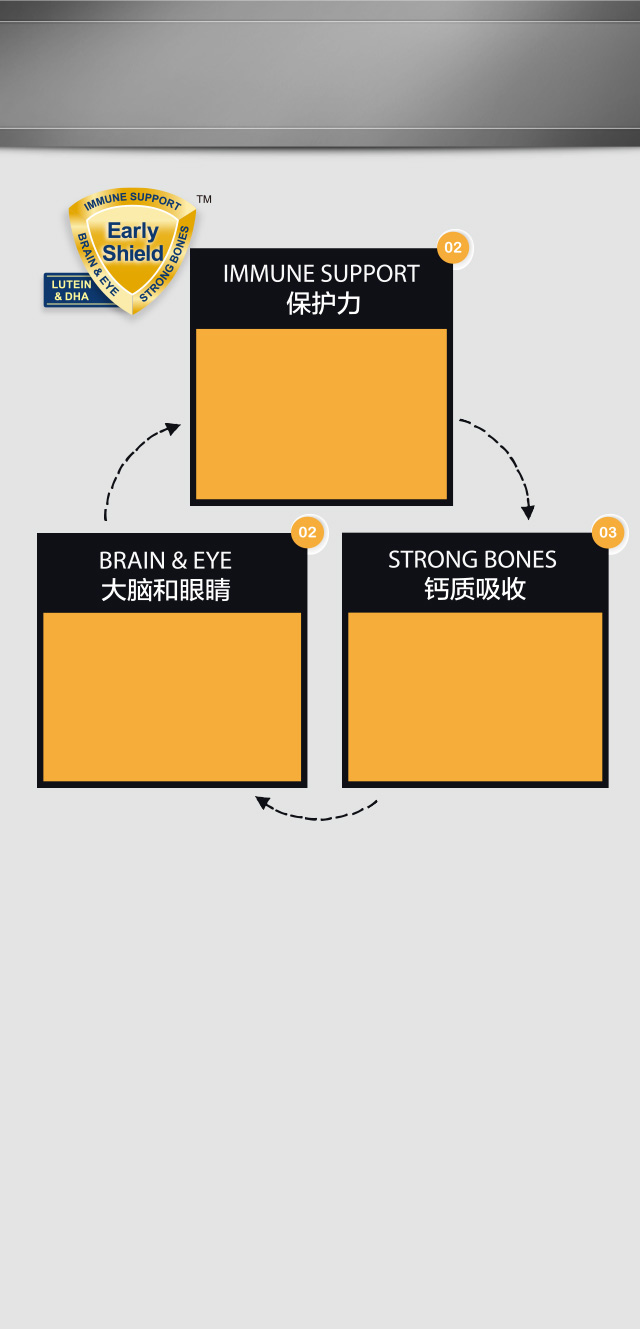 IMMUNE SUPPORT
TM
Early
Shield
BRAIN & EYE
STRONG BONES
LUTEIN
& DHA
02
IMMUNE SUPPORT
保护力
02
BRAIN & EYE
大脑和眼睛
03
STRONG BONES
钙质吸收